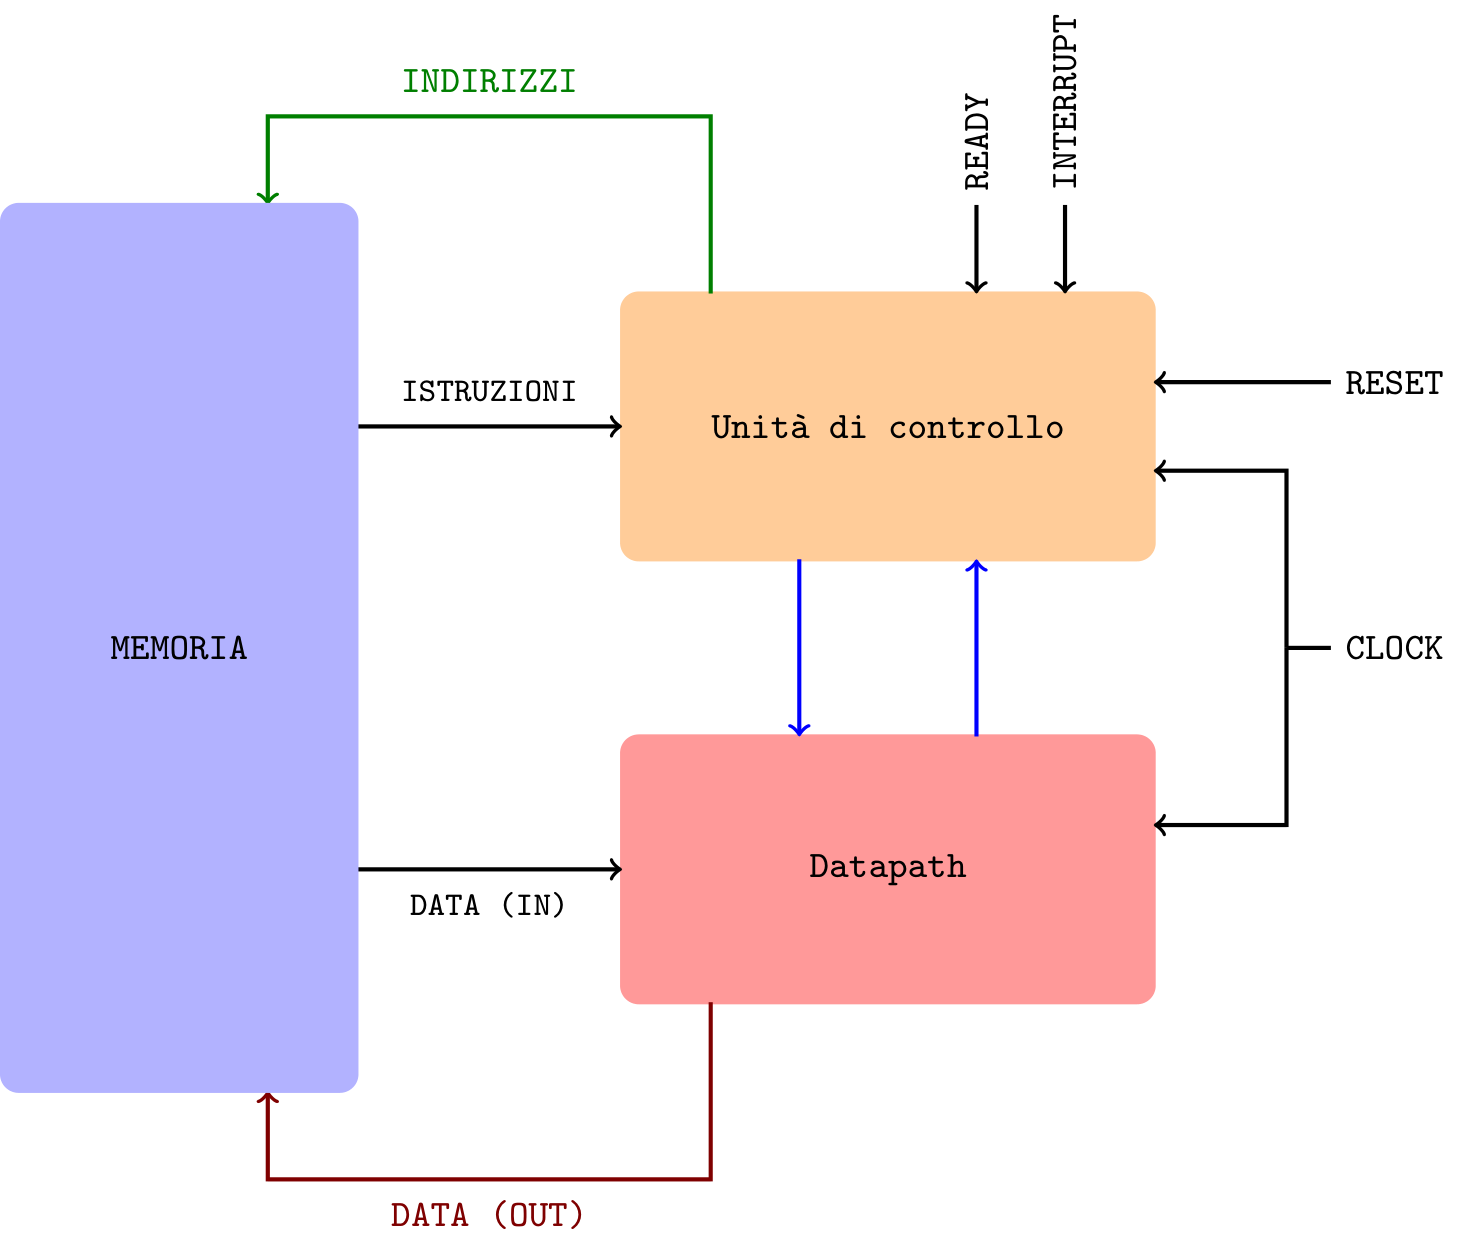 INTERRUPT
INDIRIZZI
READY
ISTRUZIONI
RESET
Unità di controllo
MEMORIA
CLOCK
Datapath
DATA (IN)
DATA (OUT)